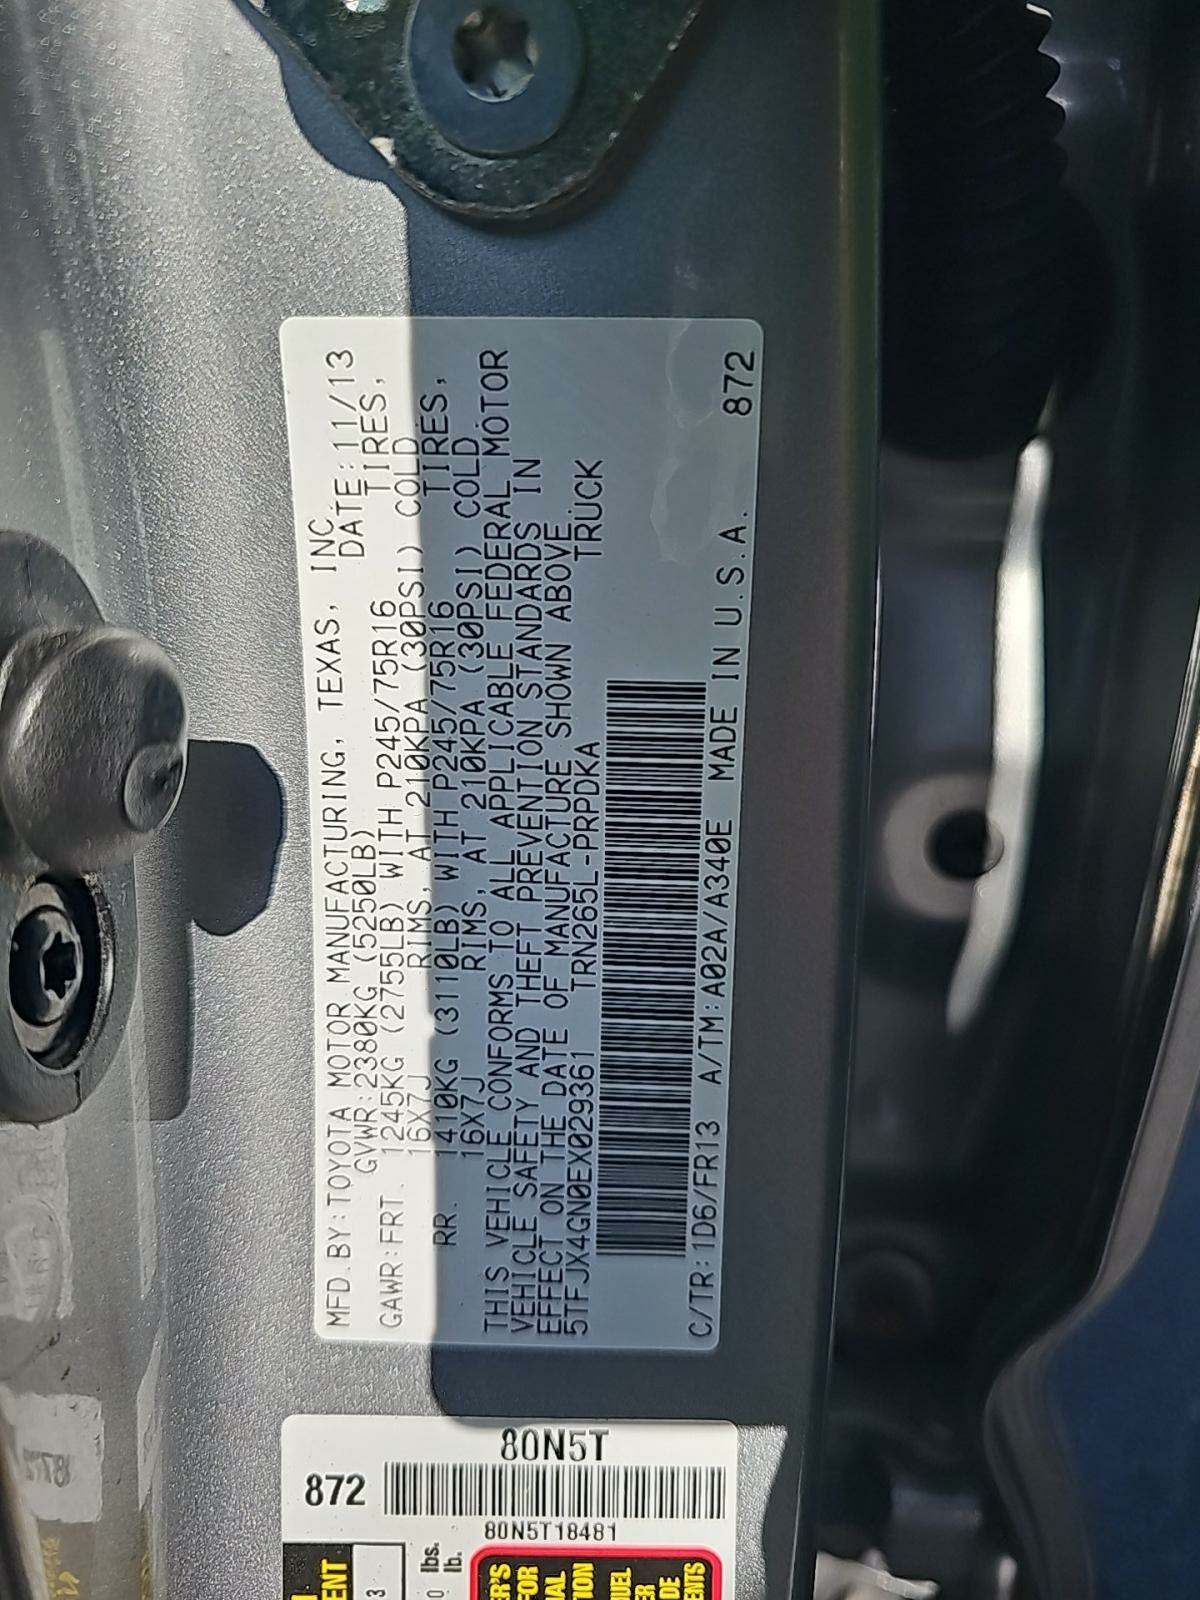 MFD. BY: TOYOTA MOTOR MANUFACTURING, TEXAS, INC.
GVWR: 2380KG (5250LB) DATE: 11/13
GAWR: FRT. 1245KG (2755LB) WITH P245/75R16 TIRES,
16X7J RIMS, AT 210KPA (30PSI) COLD
RR. 1410KG (3110LB) WITH P245/75R16 TIRES,
16X7J RIMS, AT 210KPA (30PSI) COLD
THIS VEHICLE CONFORMS TO ALL APPLICABLE FEDERAL MOTOR
VEHICLE SAFETY AND THEFT PREVENTION STANDARDS IN
EFFECT ON THE DATE OF MANUFACTURE SHOWN ABOVE.
5TFJX4GN0EX029361 TRN265L-PRPDKA TRUCK
C/TR: 1D6/FR13 A/TM: A02A/A340E MADE IN U.S.A. 872
80N5T
872
80N5T18481
lbs.
lb.